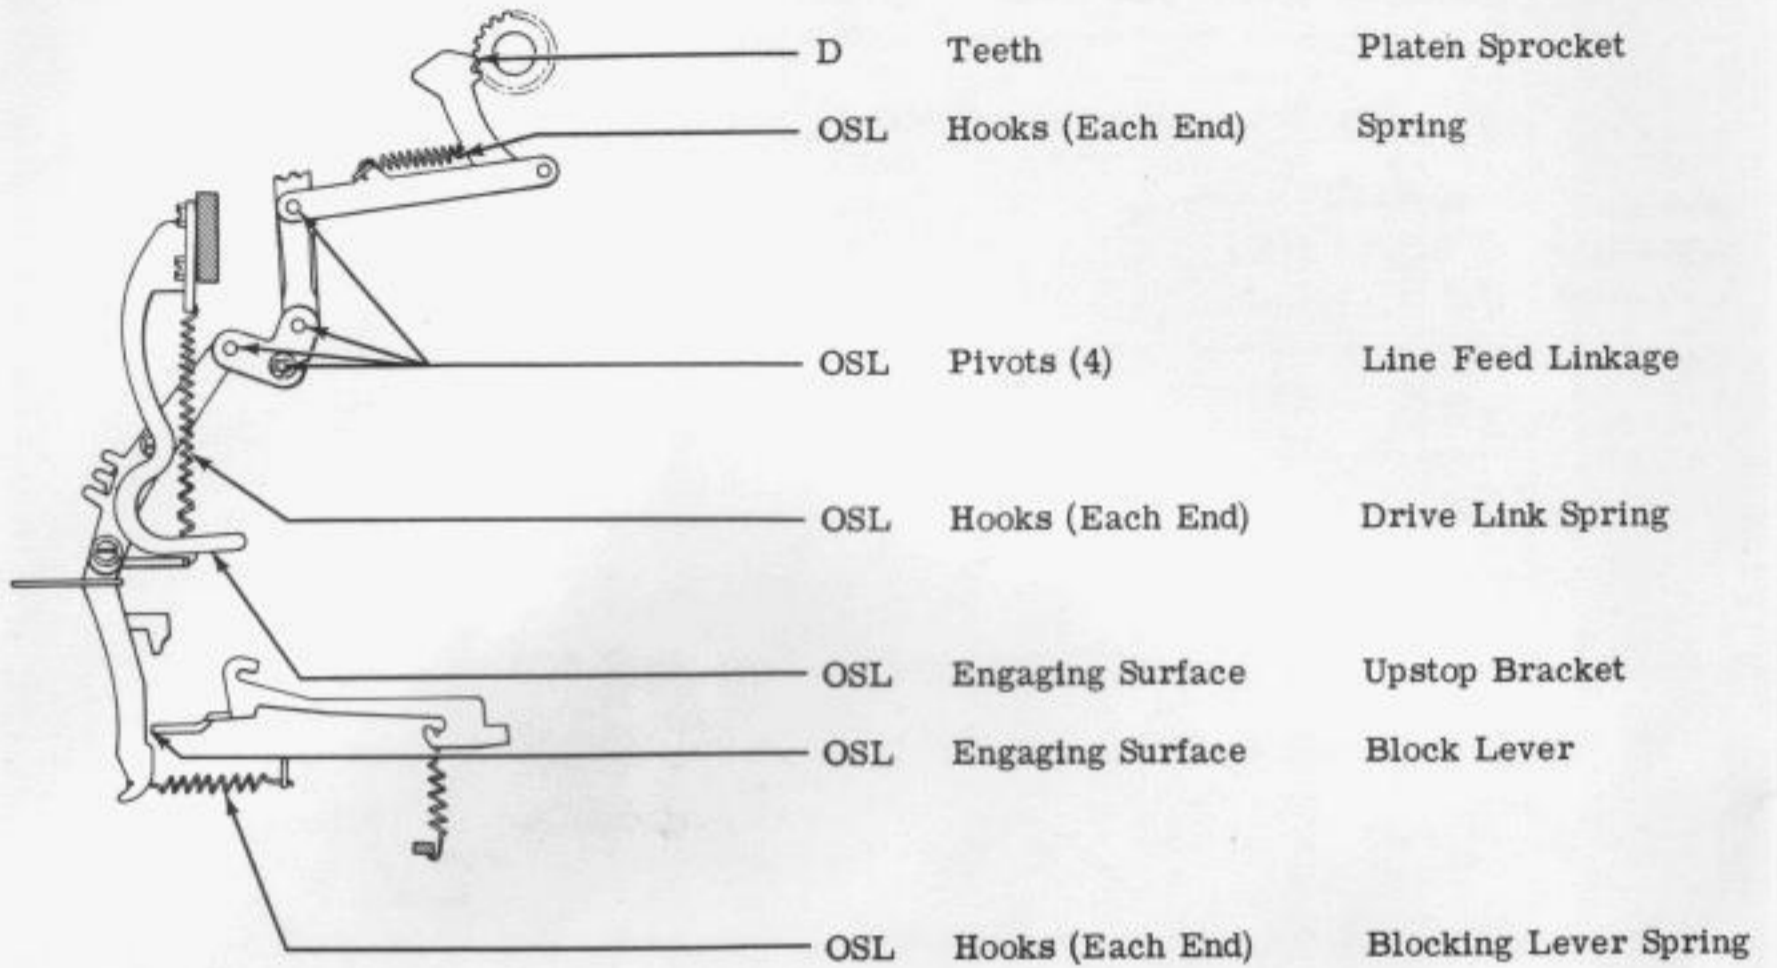 D Teeth Platen Sprocket
OSL Hooks (Each End) Spring
OSL Pivots (4) Line Feed Linkage
OSL Hooks (Each End) Drive Link Spring
OSL Engaging Surface Upstop Bracket
OSL Engaging Surface Block Lever
OSL Hooks (Each End) Blocking Lever Spring